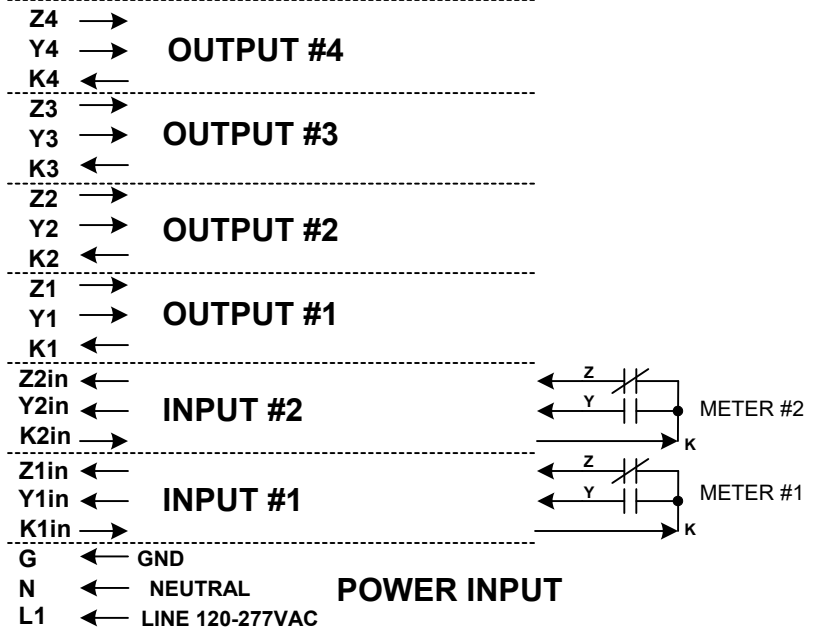 Z4
Y4 OUTPUT #4
K4
Z3
Y3 OUTPUT #3
K3
Z2
Y2 OUTPUT #2
K2
Z1
Y1 OUTPUT #1
K1
Z2in Z
Y2in INPUT #2 Y METER #2
K2in K
Z1in Z
Y1in INPUT #1 Y METER #1
K1in K
G GND
N NEUTRAL POWER INPUT
L1 LINE 120-277VAC